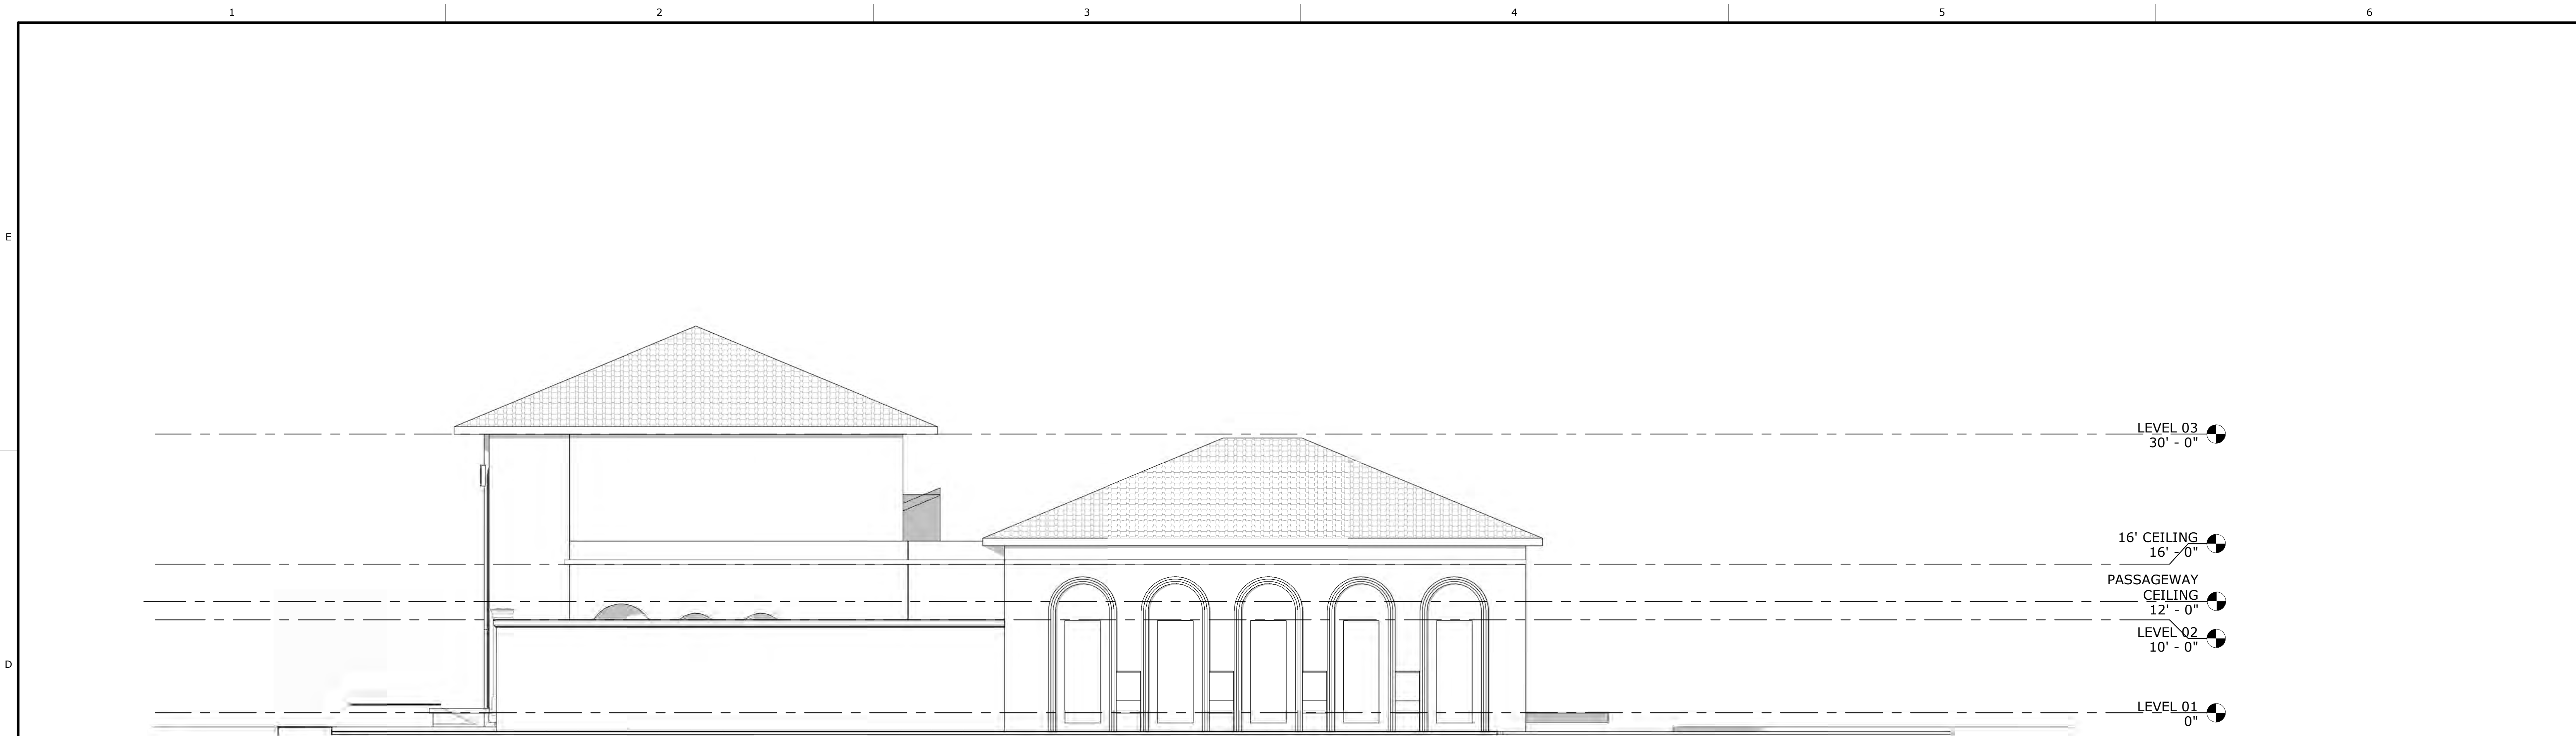 1
2
3
4
5
6
E
LEVEL 03
30' - 0"
16' CEILING
16' - 0"
PASSAGEWAY
CEILING
12' - 0"
LEVEL 02
10' - 0"
D
LEVEL 01
0"